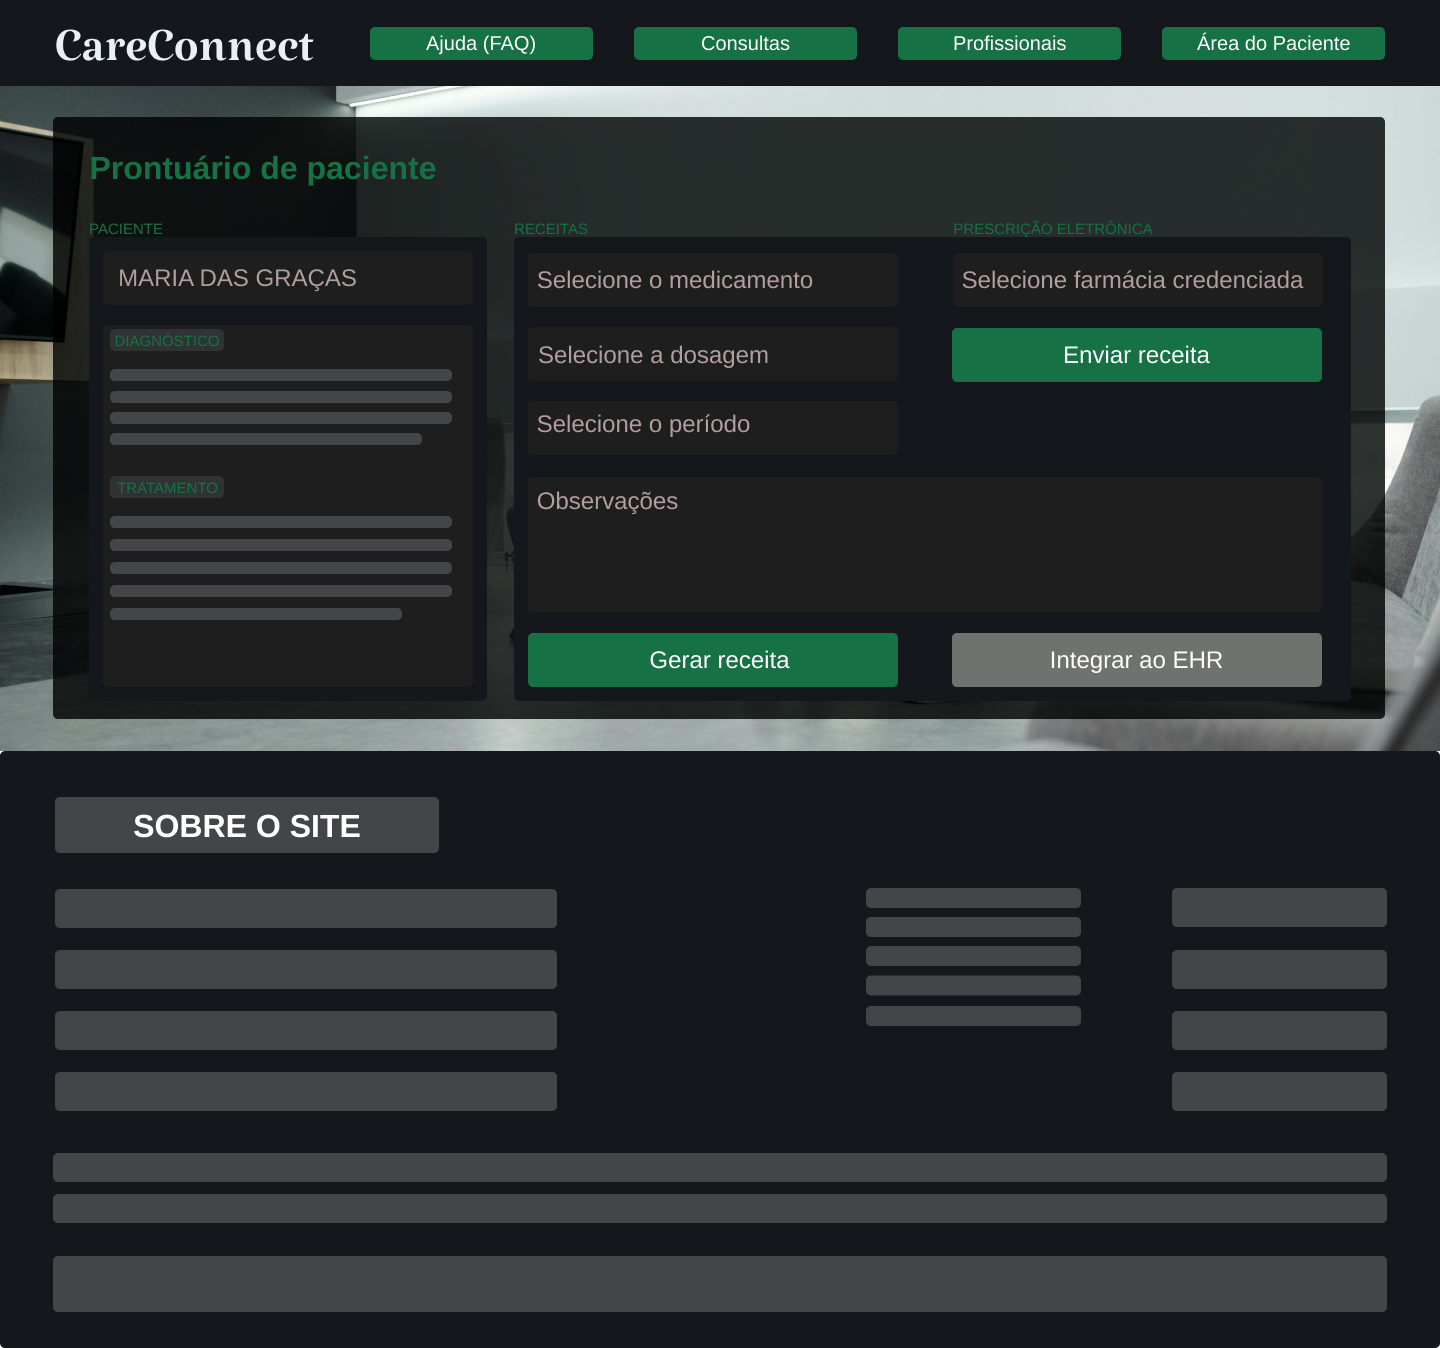 CareConnect
Ajuda (FAQ)
Consultas
Profissionais
Área do Paciente
Prontuário de paciente
PACIENTE
MARIA DAS GRAÇAS
DIAGNÓSTICO
TRATAMENTO
RECEITAS
Selecione o medicamento
Selecione a dosagem
Selecione o período
PRESCRIÇÃO ELETRÔNICA
Selecione farmácia credenciada
Enviar receita
Observações
Gerar receita
Integrar ao EHR
SOBRE O SITE